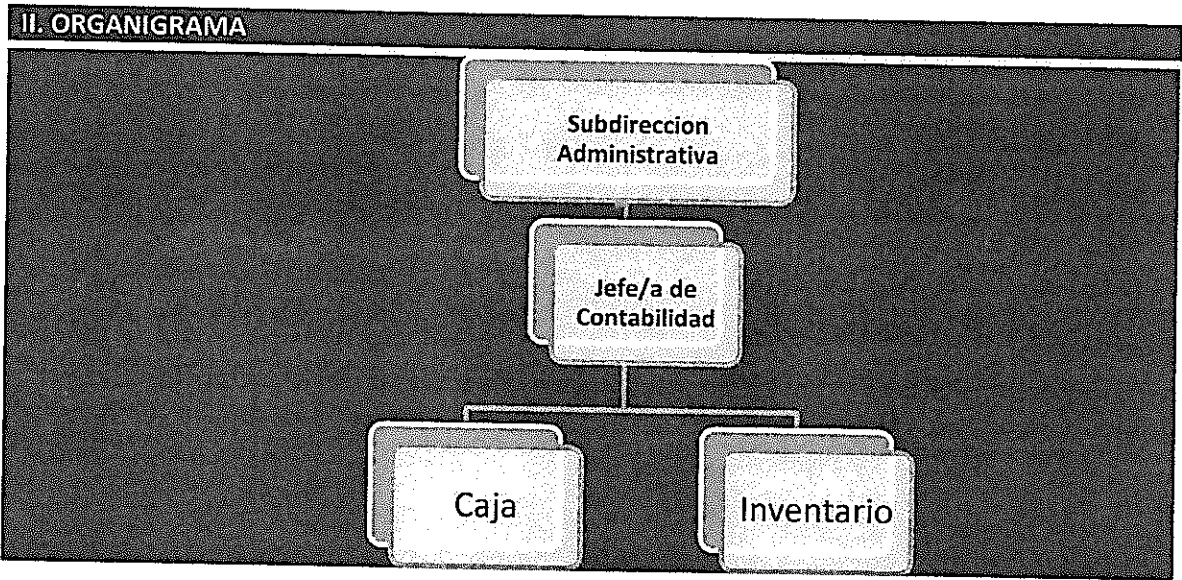 II. ORGANIGRAMA
Subdireccion
Administrativa
Jefe/a de
Contabilidad
Caja
Inventario